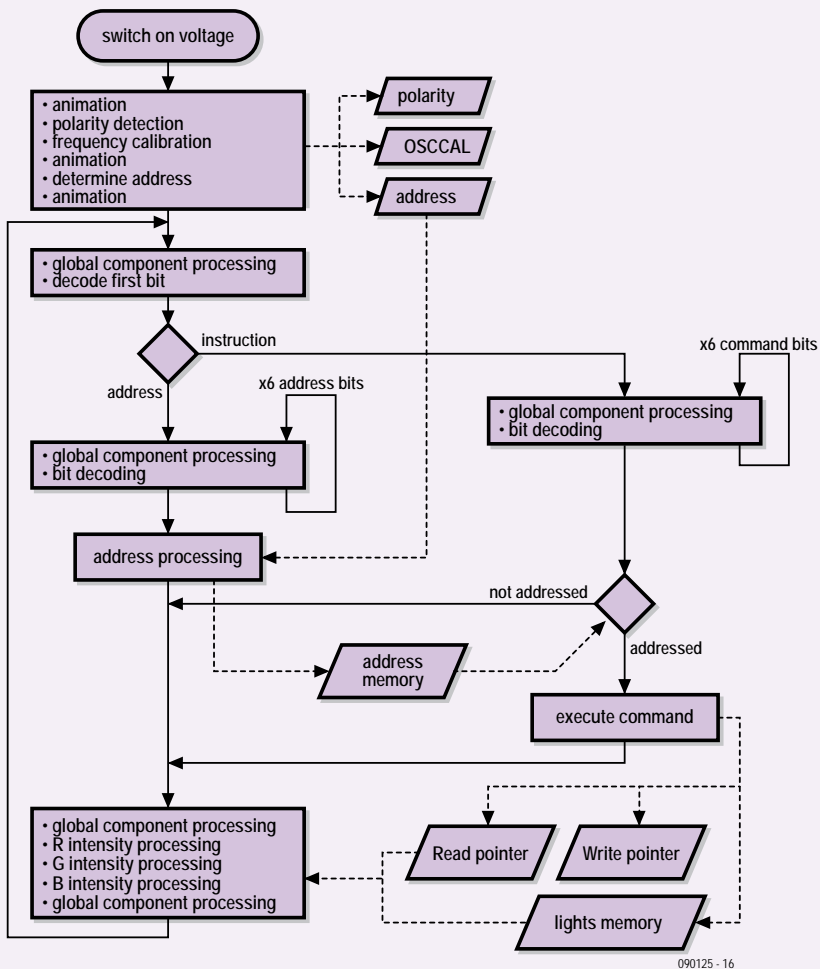 switch on voltage
• animation
• polarity detection
• frequency calibration
• animation
• determine address
• animation
polarity
OSCCAL
address
• global component processing
• decode first bit
instruction
address
x6 address bits
• global component processing
• bit decoding
x6 command bits
• global component processing
• bit decoding
address processing
not addressed
addressed
address
memory
execute command
• global component processing
• R intensity processing
• G intensity processing
• B intensity processing
• global component processing
Read pointer
Write pointer
lights memory
090125 - 16